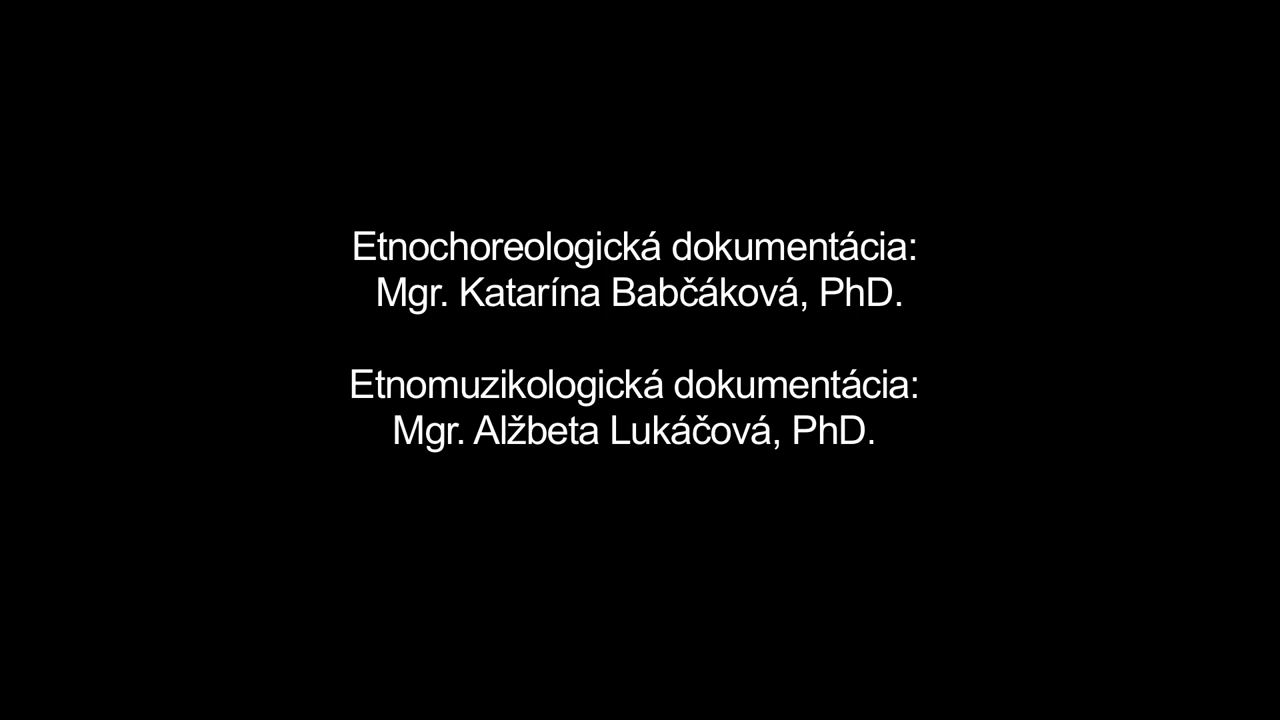 Etnochoreologická dokumentácia:
Mgr. Katarína Babčáková, PhD.
Etnomuzikologická dokumentácia:
Mgr. Alžbeta Lukáčová, PhD.